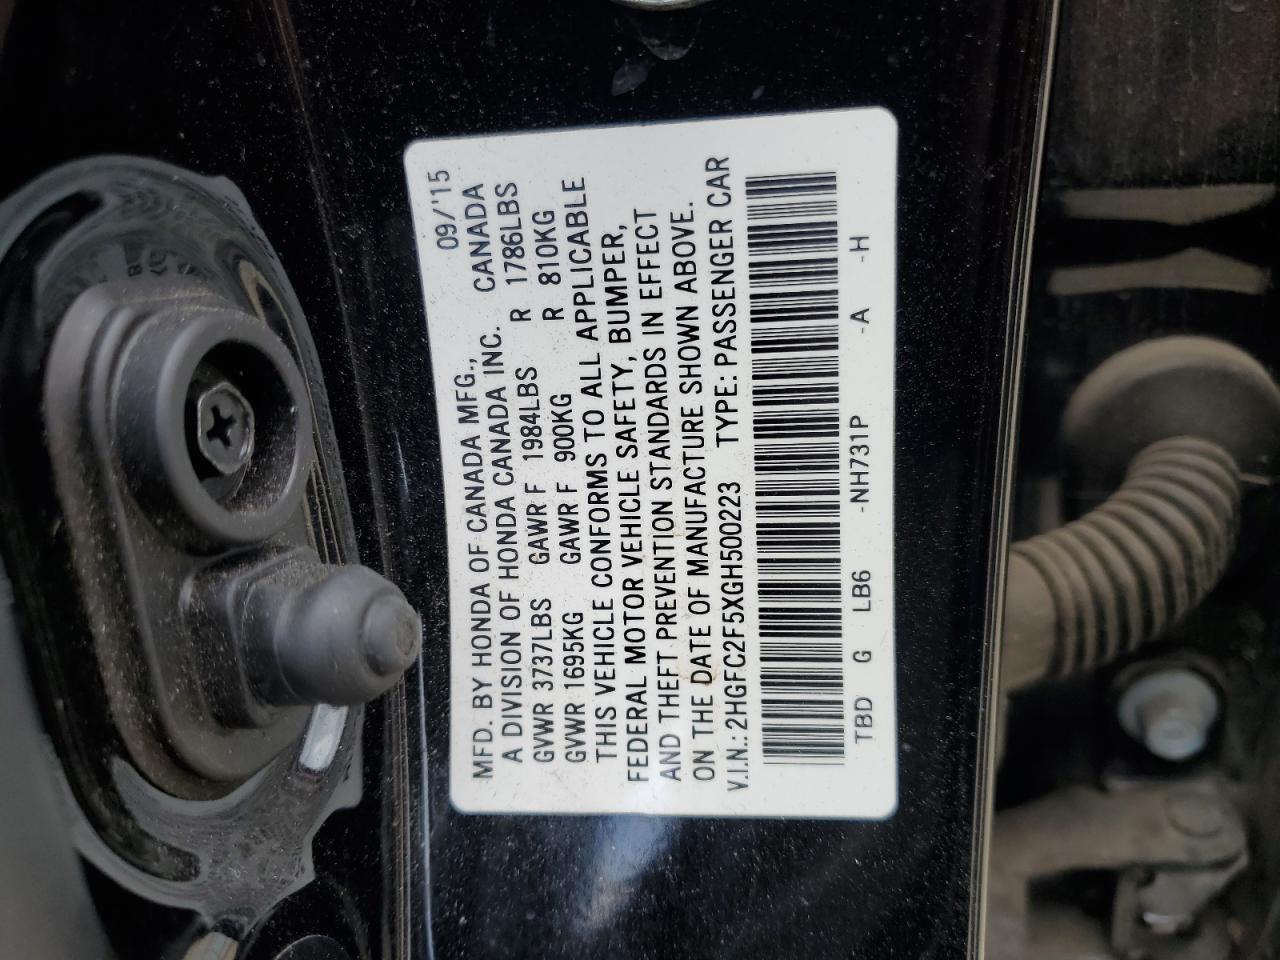 09/'15
MFD. BY HONDA OF CANADA MFG., CANADA
A DIVISION OF HONDA CANADA INC.
GVWR 3737LBS GAWR F 1984LBS R 1786LBS
GVWR 1695KG GAWR F 900KG R 810KG
THIS VEHICLE CONFORMS TO ALL APPLICABLE
FEDERAL MOTOR VEHICLE SAFETY, BUMPER,
AND THEFT PREVENTION STANDARDS IN EFFECT
ON THE DATE OF MANUFACTURE SHOWN ABOVE.
V.I.N.: 2HGFC2F5XGH500223 TYPE: PASSENGER CAR
TBD G LB6 -NH731P -A -H